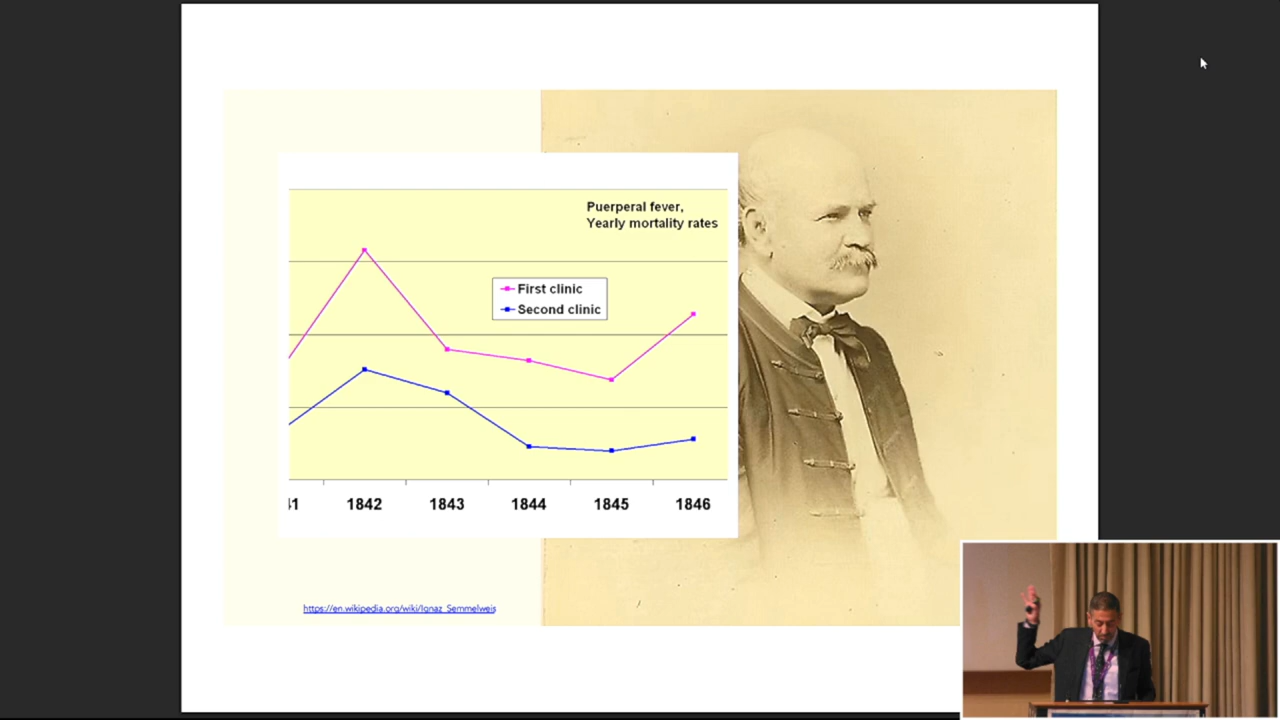 Puerperal fever,
Yearly mortality rates
First clinic
Second clinic
1842 1843 1844 1845 1846
https://en.wikipedia.org/wiki/Ignaz_Semmelweis